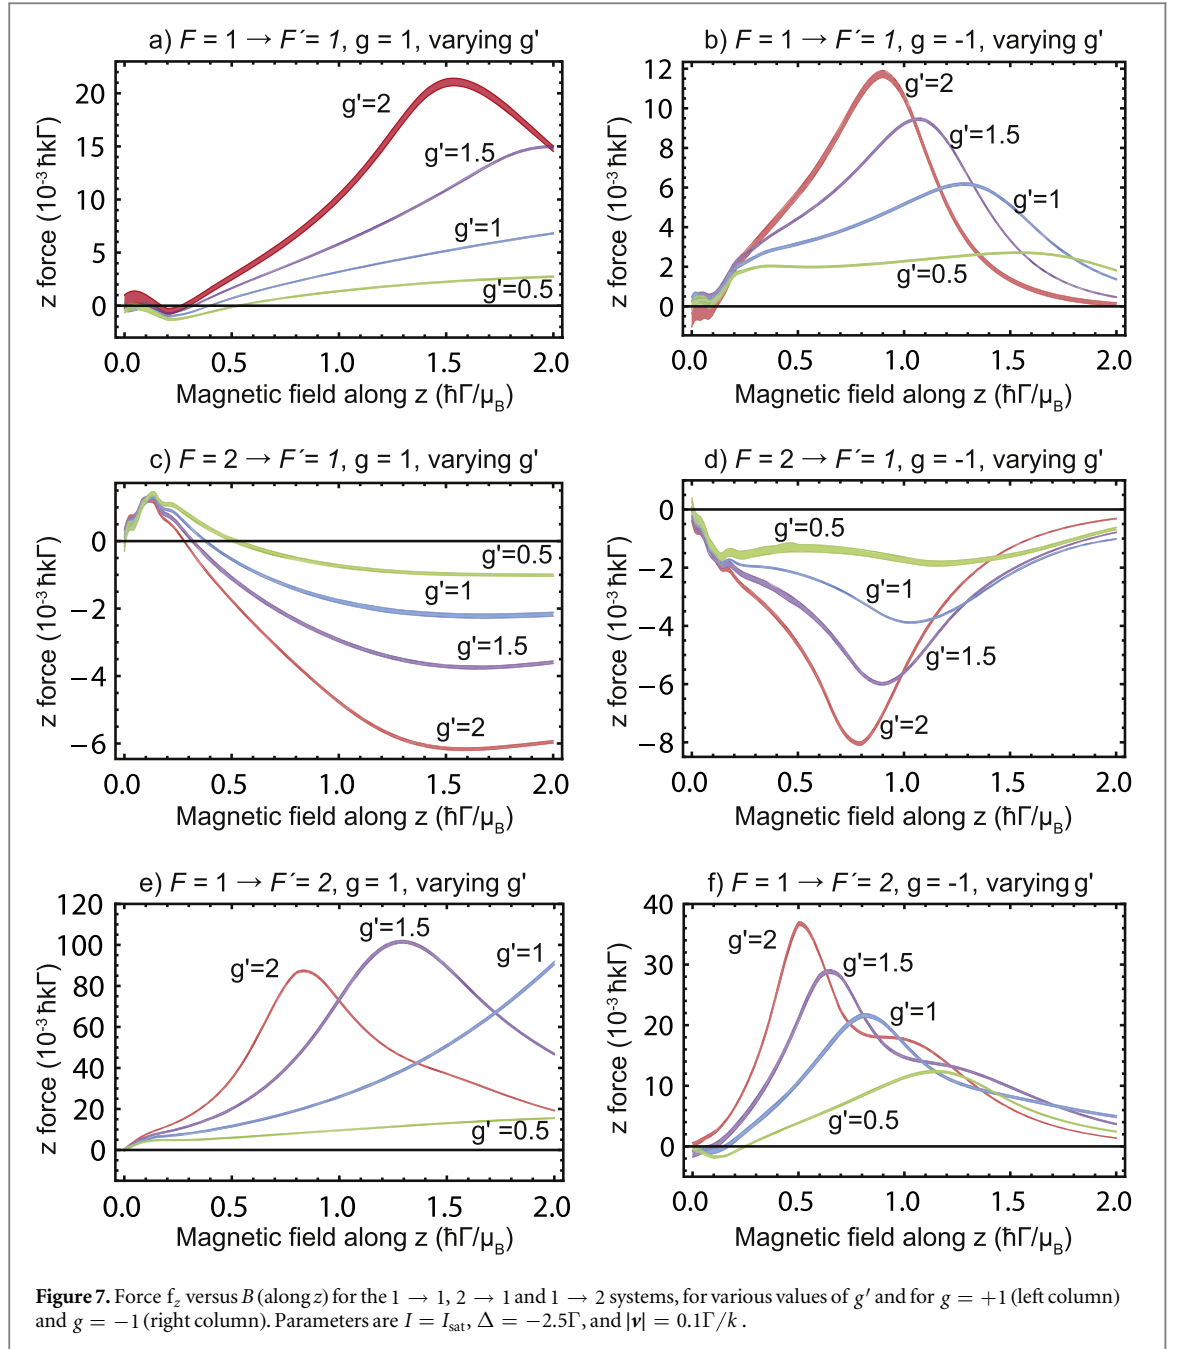 a) F = 1 → F´= 1, g = 1, varying g'
b) F = 1 → F´= 1, g = -1, varying g'
z force (10⁻³ ħkΓ)
20
15
10
5
0
g'=2
g'=1.5
g'=1
g'=0.5
0.0 0.5 1.0 1.5 2.0
Magnetic field along z (ħΓ/μ_B)
z force (10⁻³ ħkΓ)
12
10
8
6
4
2
0
g'=2
g'=1.5
g'=1
g'=0.5
0.0 0.5 1.0 1.5 2.0
Magnetic field along z (ħΓ/μ_B)
c) F = 2 → F´= 1, g = 1, varying g'
d) F = 2 → F´= 1, g = -1, varying g'
z force (10⁻³ ħkΓ)
0
−2
−4
−6
g'=0.5
g'=1
g'=1.5
g'=2
0.0 0.5 1.0 1.5 2.0
Magnetic field along z (ħΓ/μ_B)
z force (10⁻³ ħkΓ)
0
−2
−4
−6
−8
g'=0.5
g'=1
g'=1.5
g'=2
0.0 0.5 1.0 1.5 2.0
Magnetic field along z (ħΓ/μ_B)
e) F = 1 → F´= 2, g = 1, varying g'
f) F = 1 → F´= 2, g = -1, varying g'
z force (10⁻³ ħkΓ)
120
100
80
60
40
20
0
g'=1.5
g'=1
g'=2
g' =0.5
0.0 0.5 1.0 1.5 2.0
Magnetic field along z (ħΓ/μ_B)
z force (10⁻³ ħkΓ)
40
30
20
10
0
g'=2
g'=1.5
g'=1
g'=0.5
0.0 0.5 1.0 1.5 2.0
Magnetic field along z (ħΓ/μ_B)
Figure 7. Force f_z versus B (along z) for the 1 → 1, 2 → 1 and 1 → 2 systems, for various values of g′ and for g = +1 (left column)
and g = −1 (right column). Parameters are I = I_sat, Δ = −2.5Γ, and |v| = 0.1Γ/k .